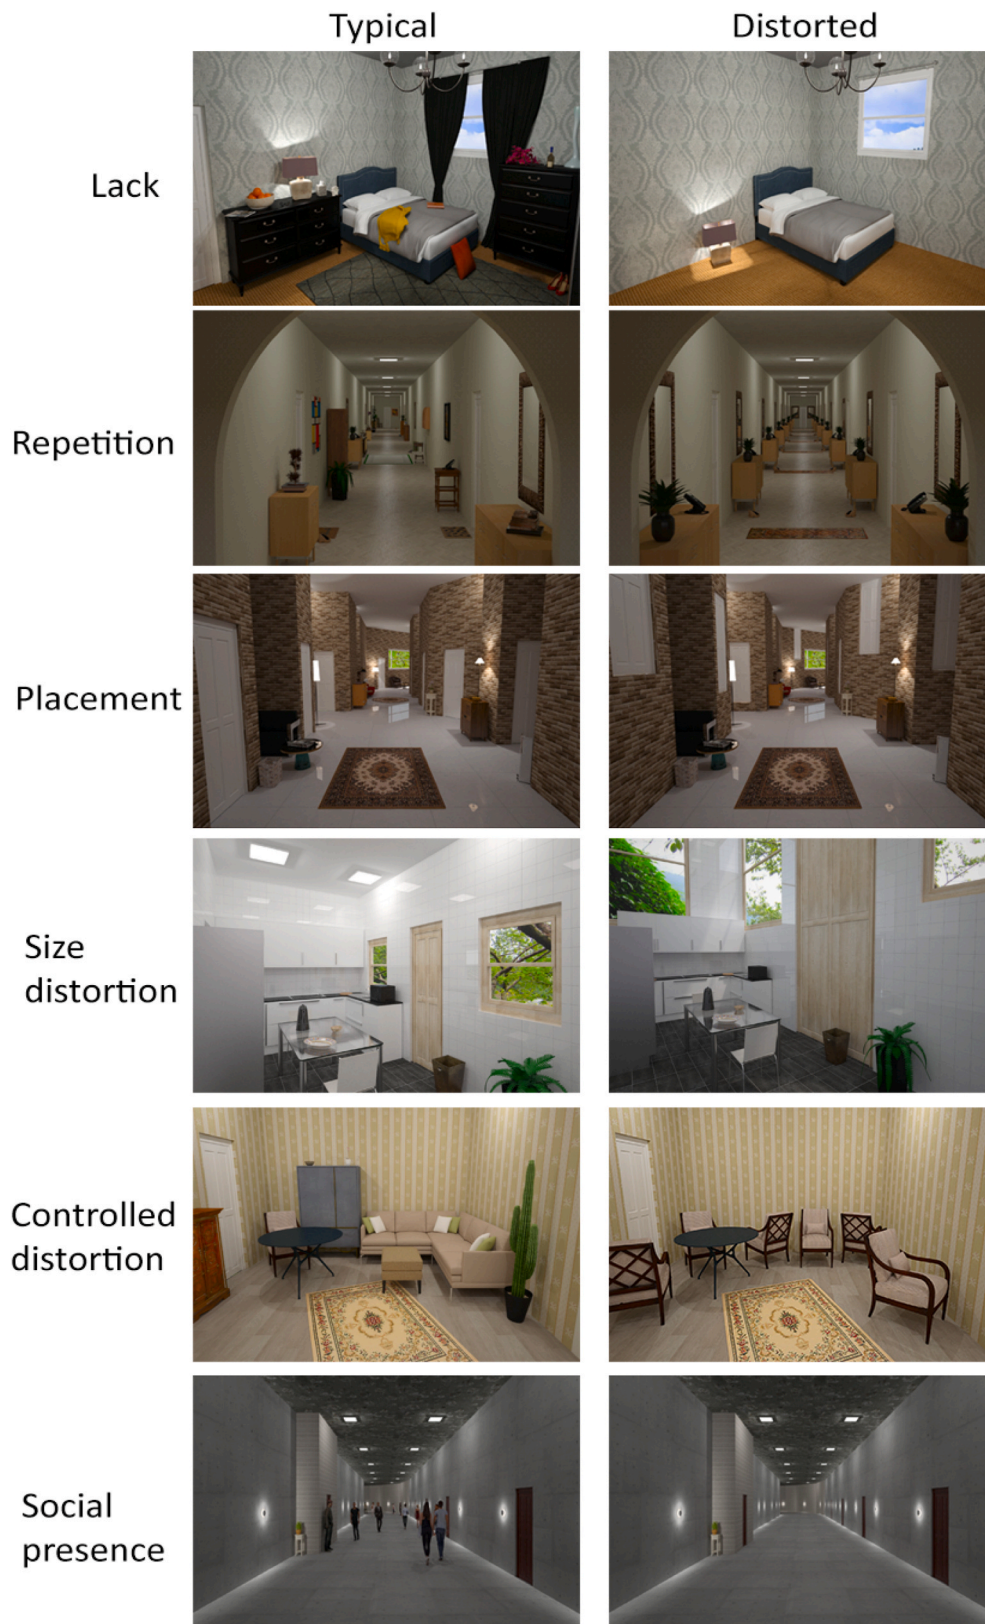 Typical
Distorted
Lack
Repetition
Placement
Size
distortion
Controlled
distortion
Social
presence